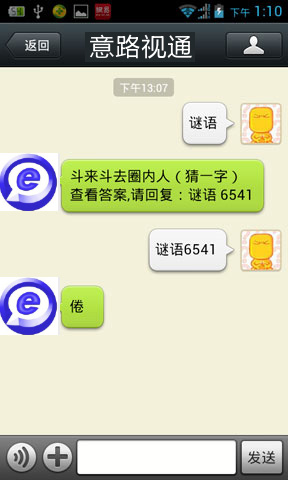 下午 1:10
返回
意路视通
下午13:07
谜语
斗来斗去圈内人（猜一字）
查看答案,请回复：谜语 6541
谜语6541
倦
发送